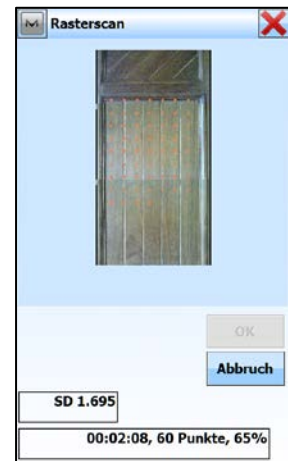 Rasterscan
OK
Abbruch
SD 1.695
00:02:08, 60 Punkte, 65%